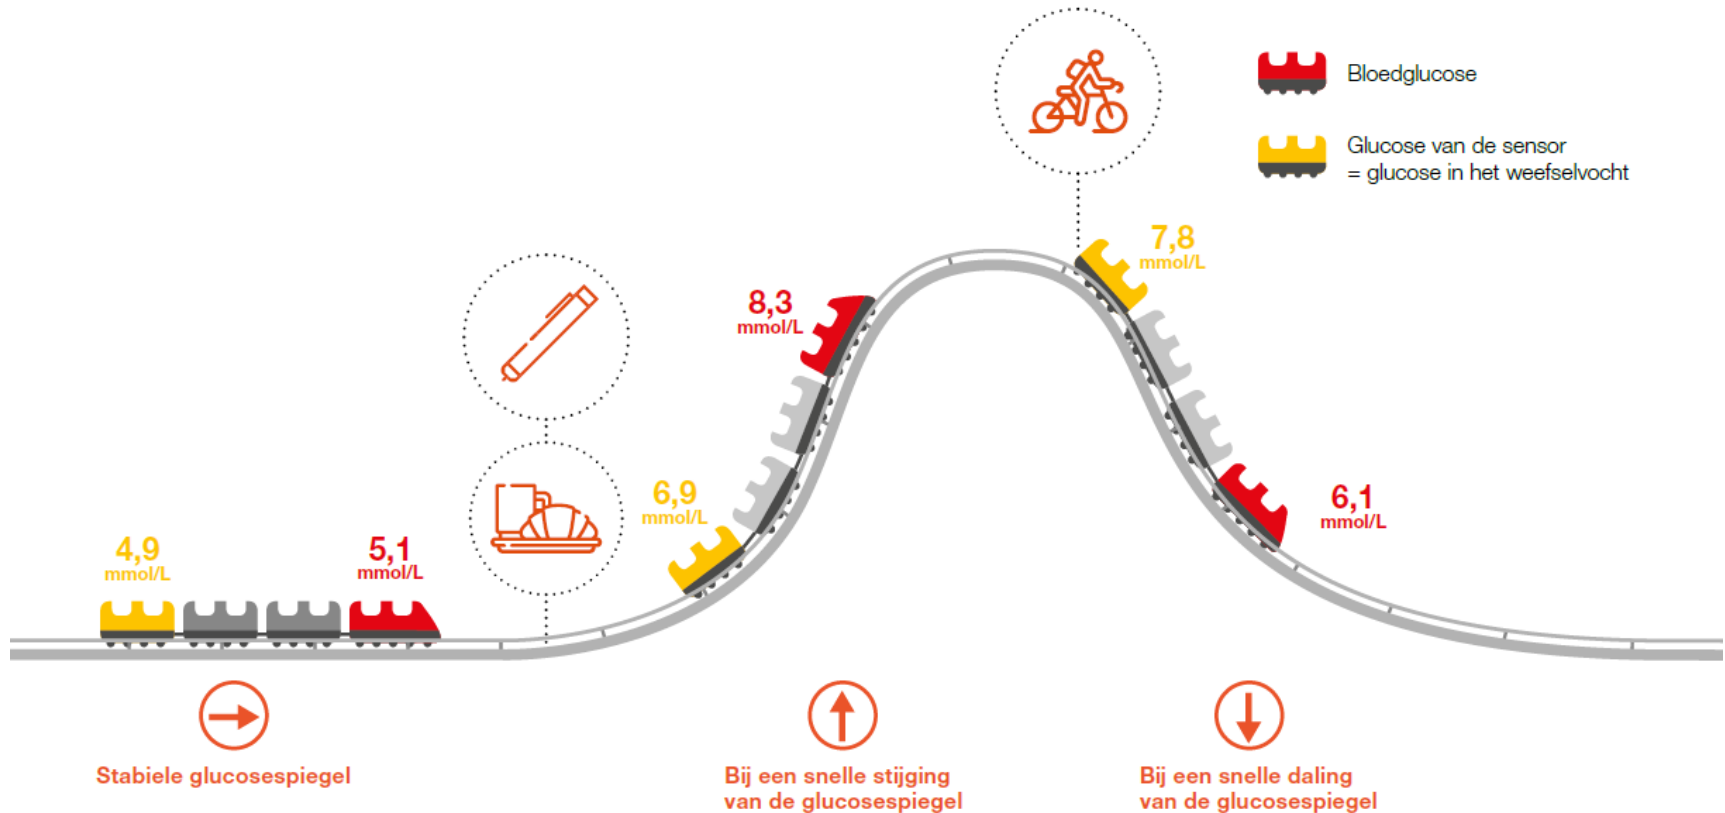 Bloedglucose
Glucose van de sensor
= glucose in het weefselvocht
7,8
mmol/L
8,3
mmol/L
6,9
mmol/L
6,1
mmol/L
4,9
mmol/L
5,1
mmol/L
Stabiele glucosespiegel
Bij een snelle stijging
van de glucosespiegel
Bij een snelle daling
van de glucosespiegel